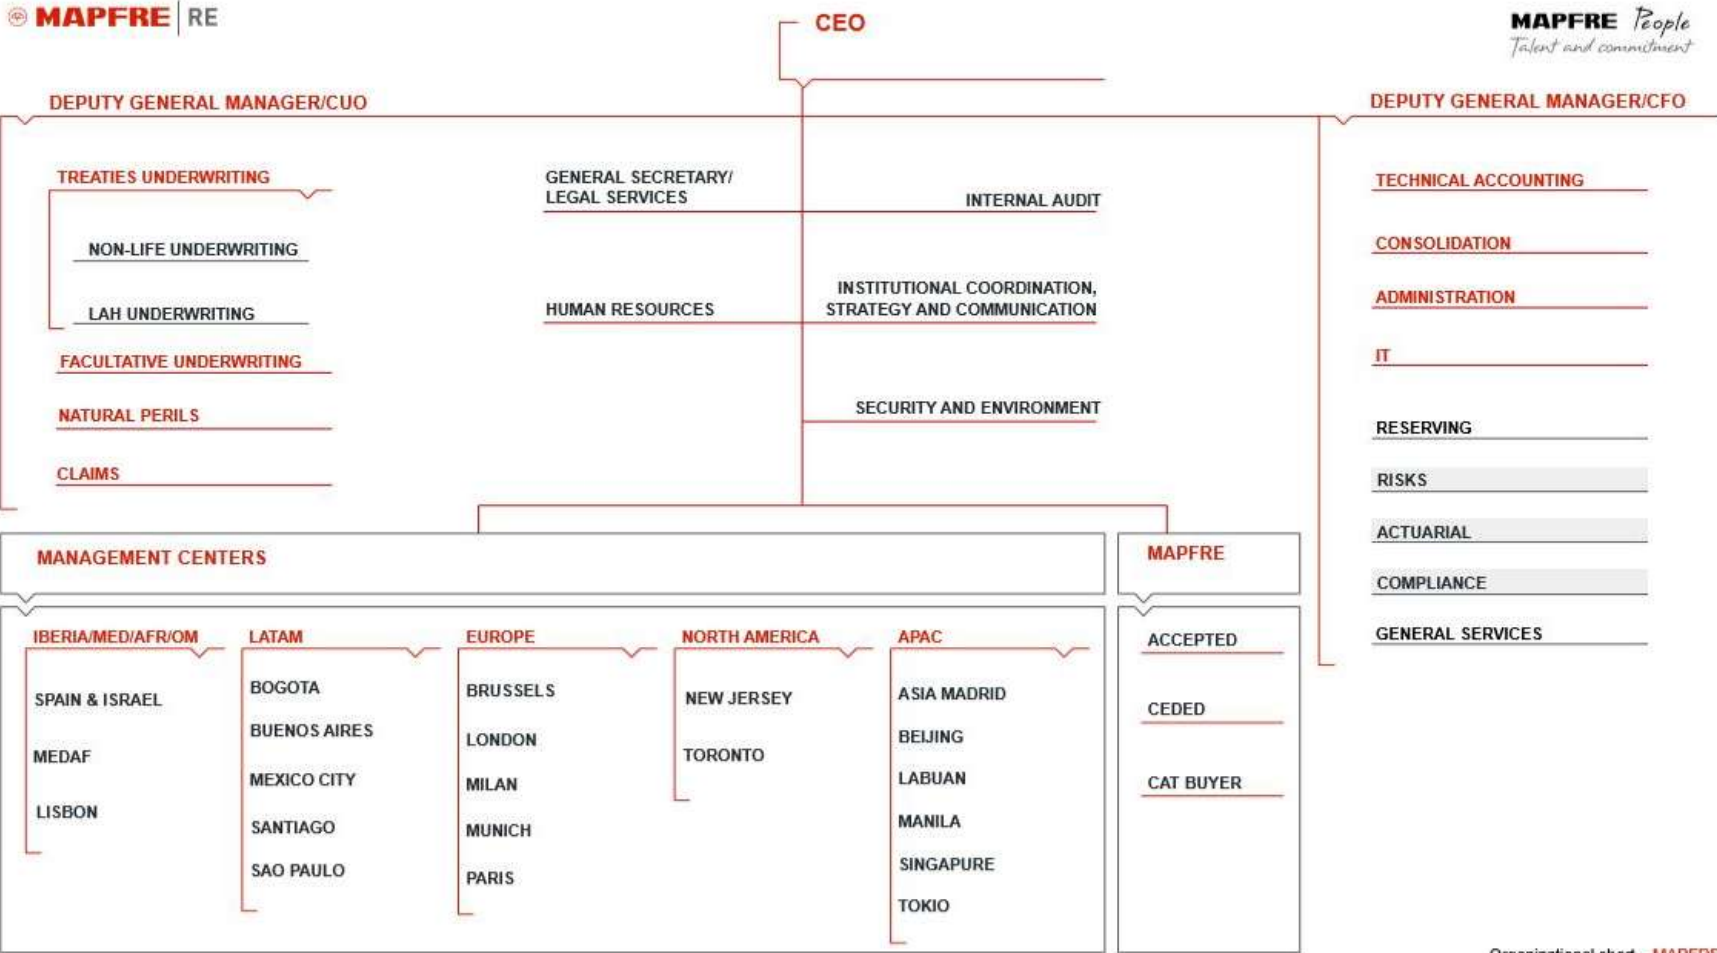 MAPFRE RE
CEO
MAPFRE People
Talent and commitment
DEPUTY GENERAL MANAGER/CUO
DEPUTY GENERAL MANAGER/CFO
TREATIES UNDERWRITING
NON-LIFE UNDERWRITING
LAH UNDERWRITING
FACULTATIVE UNDERWRITING
NATURAL PERILS
CLAIMS
GENERAL SECRETARY/
LEGAL SERVICES
INTERNAL AUDIT
HUMAN RESOURCES
INSTITUTIONAL COORDINATION,
STRATEGY AND COMMUNICATION
SECURITY AND ENVIRONMENT
TECHNICAL ACCOUNTING
CONSOLIDATION
ADMINISTRATION
IT
RESERVING
RISKS
ACTUARIAL
COMPLIANCE
GENERAL SERVICES
MANAGEMENT CENTERS
IBERIA/MED/AFR/OM
SPAIN & ISRAEL
MEDAF
LISBON
LATAM
BOGOTA
BUENOS AIRES
MEXICO CITY
SANTIAGO
SAO PAULO
EUROPE
BRUSSELS
LONDON
MILAN
MUNICH
PARIS
NORTH AMERICA
NEW JERSEY
TORONTO
APAC
ASIA MADRID
BEIJING
LABUAN
MANILA
SINGAPURE
TOKIO
MAPFRE
ACCEPTED
CEDED
CAT BUYER
Organizational chart MAPFRE